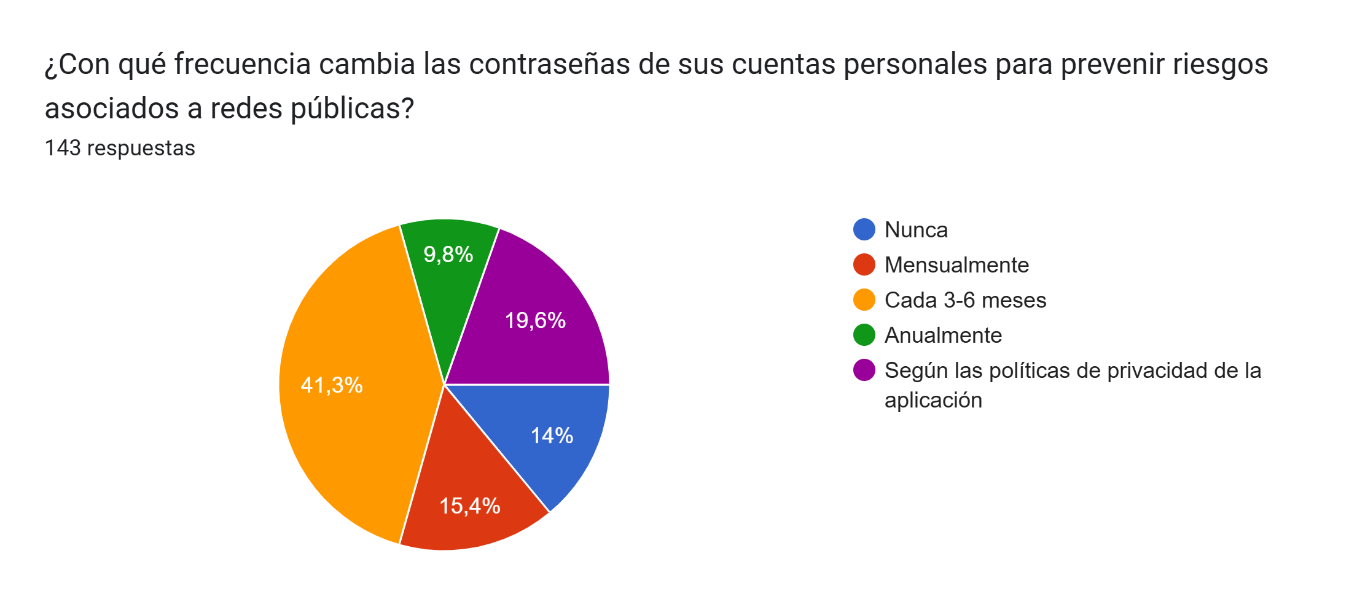 ¿Con qué frecuencia cambia las contraseñas de sus cuentas personales para prevenir riesgos
asociados a redes públicas?
143 respuestas
9,8%
19,6%
41,3%
14%
15,4%
Nunca
Mensualmente
Cada 3-6 meses
Anualmente
Según las políticas de privacidad de la
aplicación